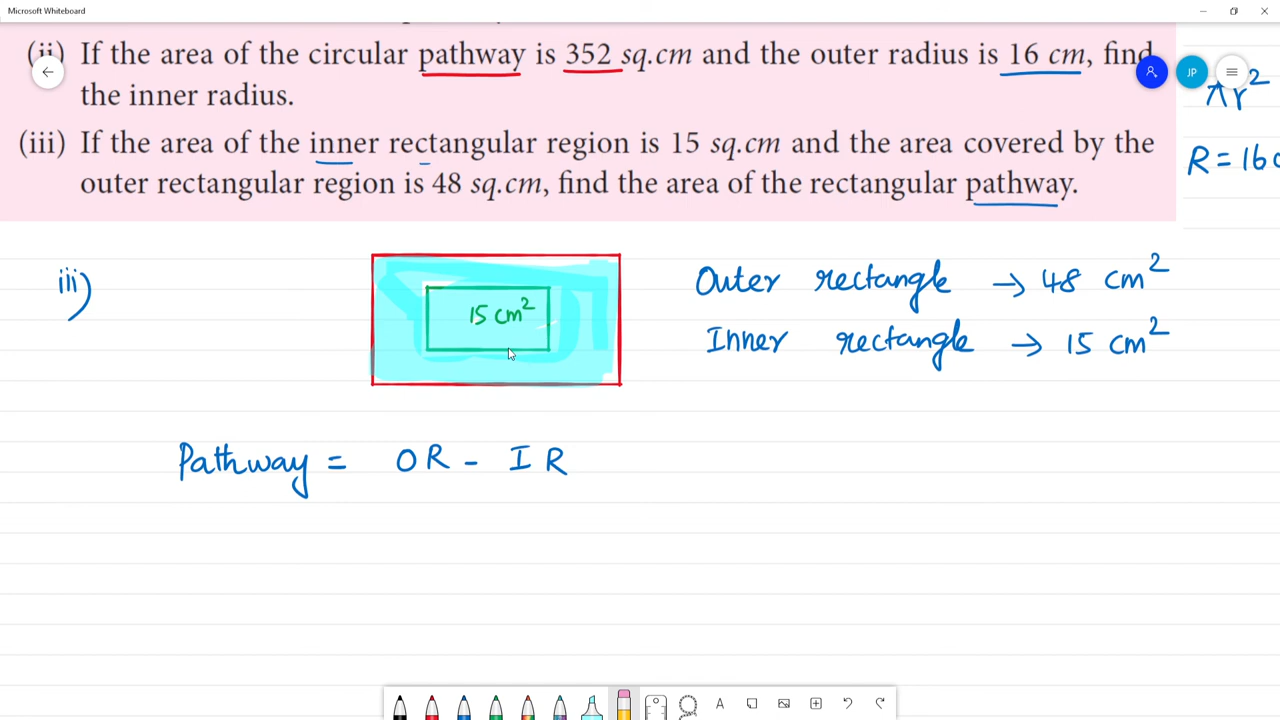 Microsoft Whiteboard
(ii) If the area of the circular pathway is 352 sq.cm and the outer radius is 16 cm, find
the inner radius.
(iii) If the area of the inner rectangular region is 15 sq.cm and the area covered by the
outer rectangular region is 48 sq.cm, find the area of the rectangular pathway.
JP
πr²
R = 16
iii)
15 cm²
Outer rectangle → 48 cm²
Inner rectangle → 15 cm²
Pathway = OR - IR
A